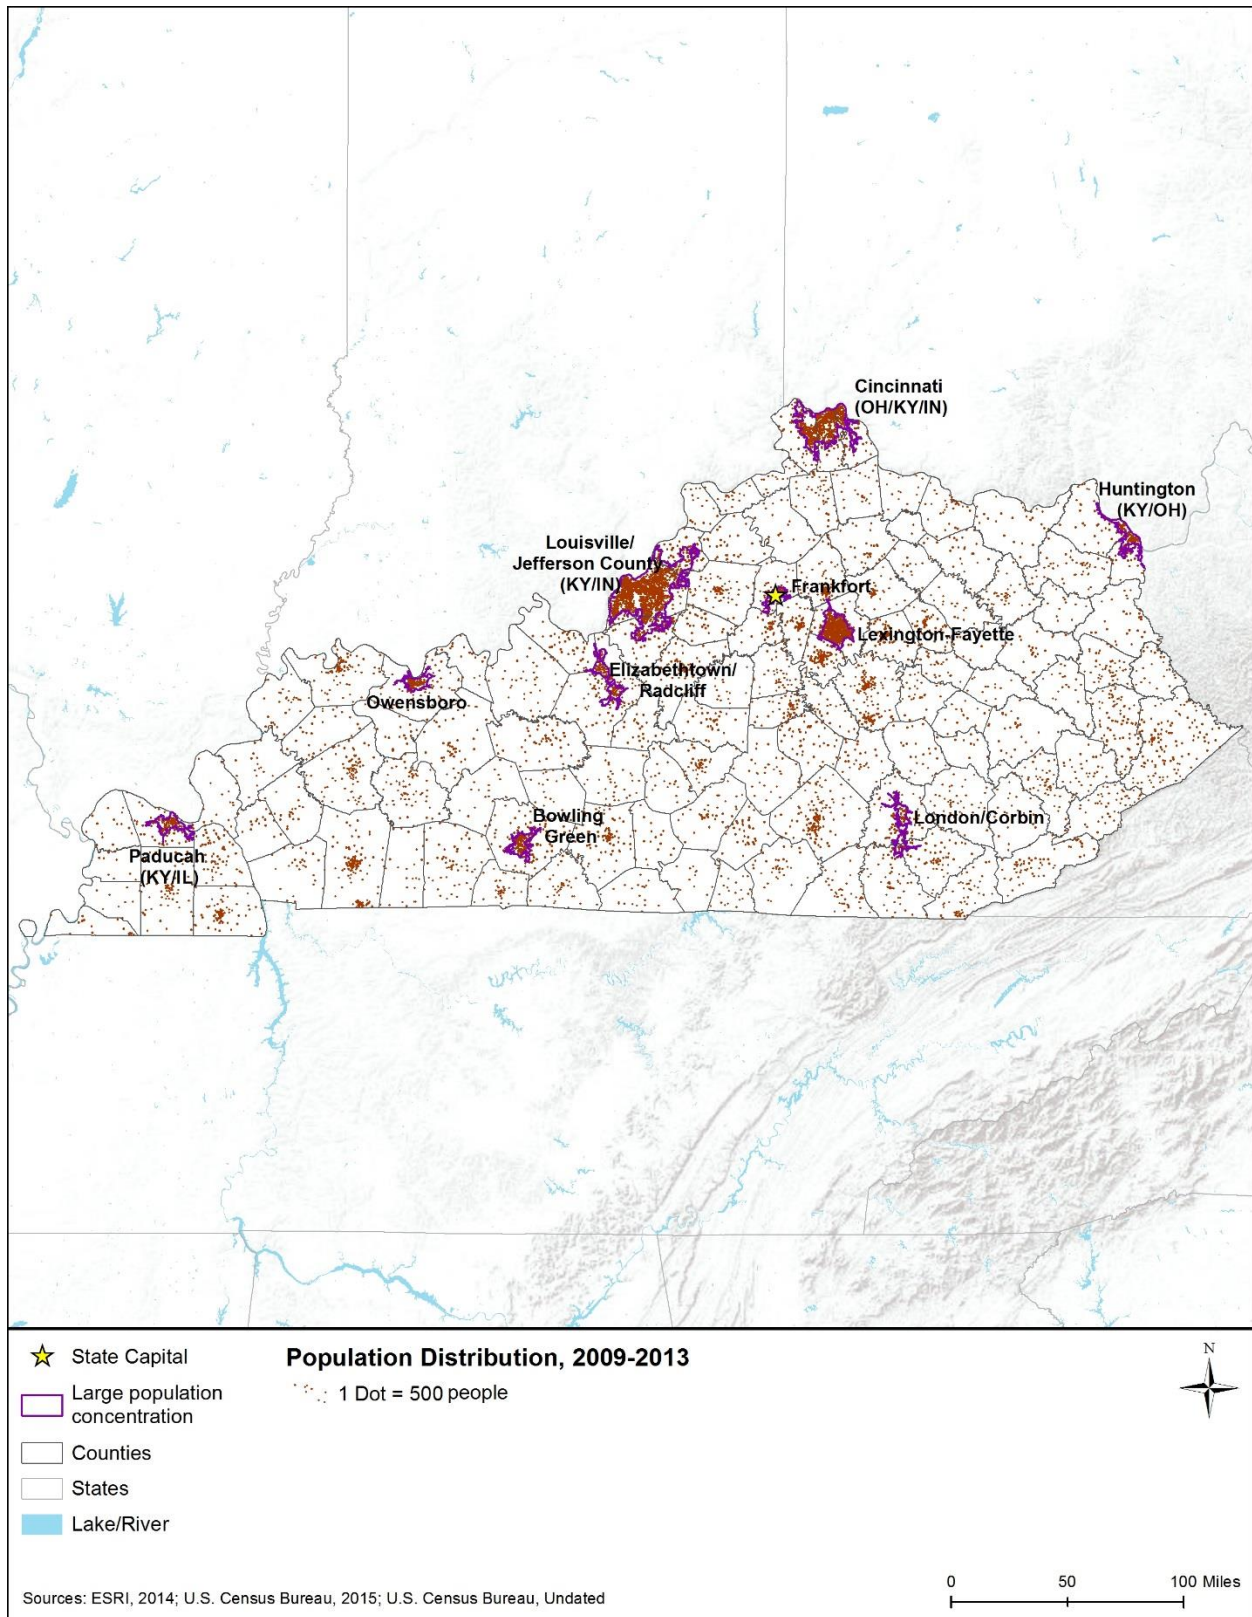 Cincinnati
(OH/KY/IN)
Huntington
(KY/OH)
Louisville/
Jefferson County
(KY/IN)
Frankfort
Lexington-Fayette
Elizabethtown/
Radcliff
Owensboro
Bowling
Green
London/Corbin
Paducah
(KY/IL)
State Capital
Large population
concentration
Counties
States
Lake/River
Population Distribution, 2009-2013
1 Dot = 500 people
N
Sources: ESRI, 2014; U.S. Census Bureau, 2015; U.S. Census Bureau, Undated
0 50 100 Miles